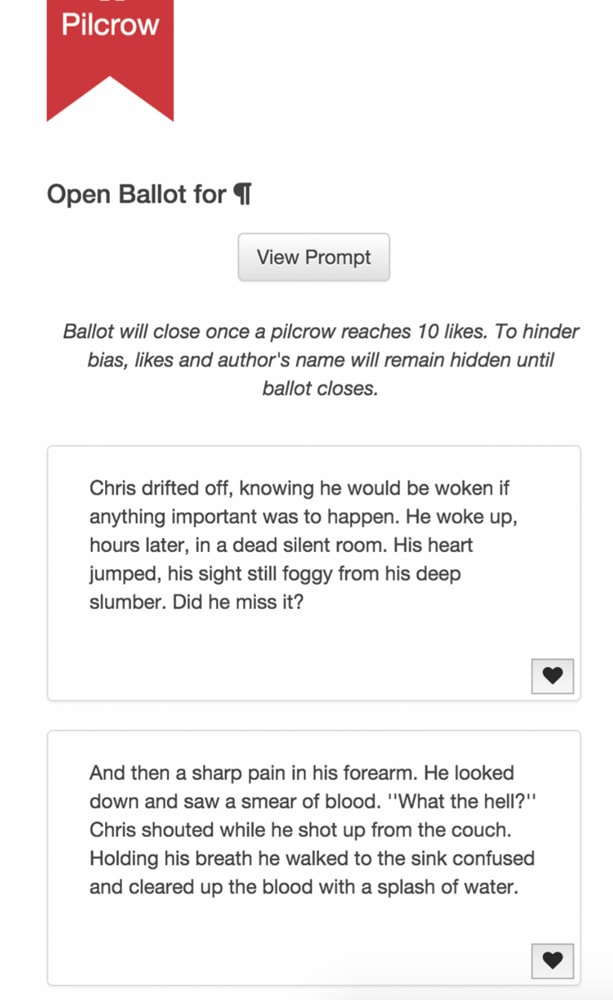 Pilcrow
Open Ballot for ¶
View Prompt
Ballot will close once a pilcrow reaches 10 likes. To hinder
bias, likes and author's name will remain hidden until
ballot closes.
Chris drifted off, knowing he would be woken if
anything important was to happen. He woke up,
hours later, in a dead silent room. His heart
jumped, his sight still foggy from his deep
slumber. Did he miss it?
And then a sharp pain in his forearm. He looked
down and saw a smear of blood. ''What the hell?''
Chris shouted while he shot up from the couch.
Holding his breath he walked to the sink confused
and cleared up the blood with a splash of water.